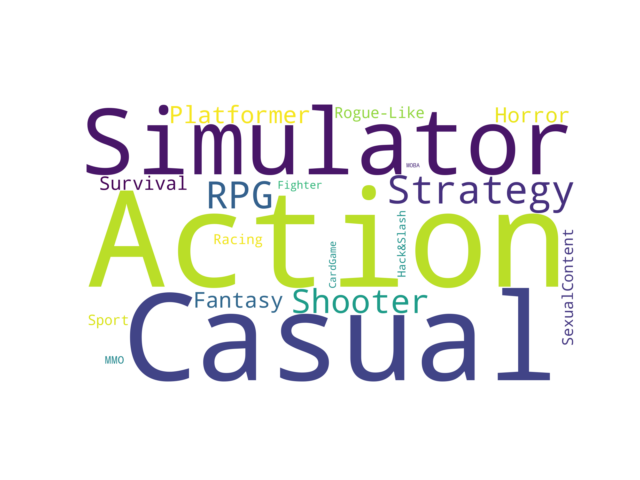 Simulator
Platformer
Rogue-Like
Horror
MOBA
Survival
RPG
Fighter
Strategy
Action
Racing
CardGame
Hack&Slash
SexualContent
Fantasy
Shooter
Sport
Casual
MMO